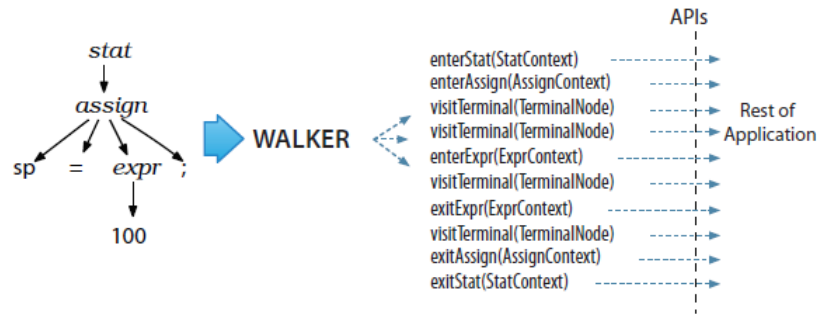 stat
assign
sp = expr ;
100
WALKER
APIs
enterStat(StatContext)
enterAssign(AssignContext)
visitTerminal(TerminalNode)
visitTerminal(TerminalNode)
enterExpr(ExprContext)
visitTerminal(TerminalNode)
exitExpr(ExprContext)
visitTerminal(TerminalNode)
exitAssign(AssignContext)
exitStat(StatContext)
Rest of
Application